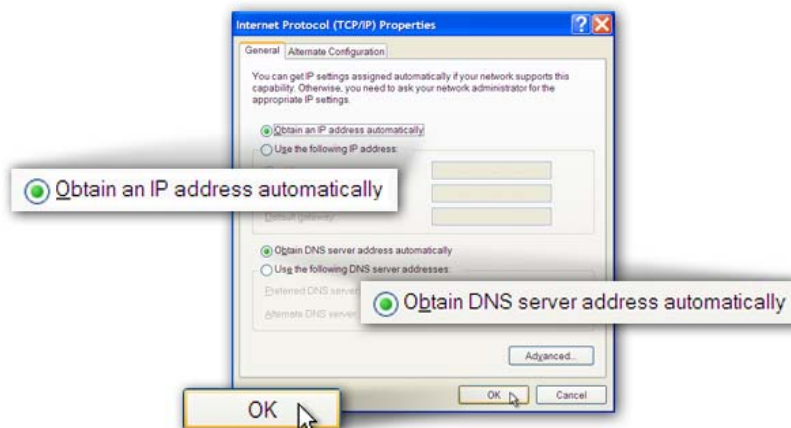 Internet Protocol (TCP/IP) Properties
General
Alternate Configuration
You can get IP settings assigned automatically if your network supports this
capability. Otherwise, you need to ask your network administrator for the
appropriate IP settings.
Obtain an IP address automatically
Use the following IP address:
Obtain an IP address automatically
Default gateway:
Obtain DNS server address automatically
Use the following DNS server addresses:
Preferred DNS server
Obtain DNS server address automatically
Alternate DNS server
Advanced...
OK
Cancel
OK